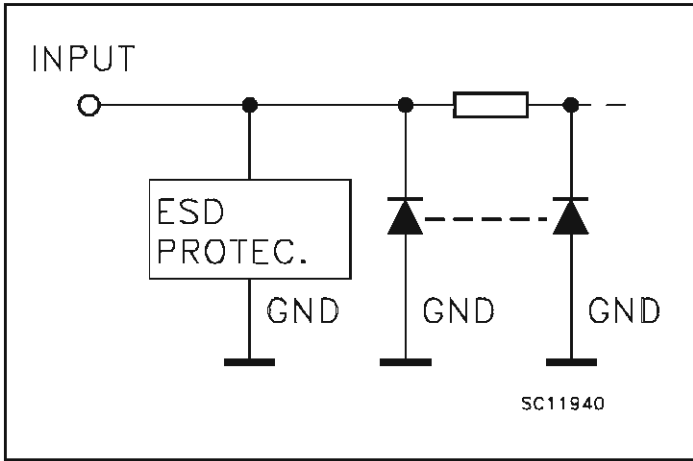 INPUT
ESD
PROTEC.
GND
GND
GND
SC11940